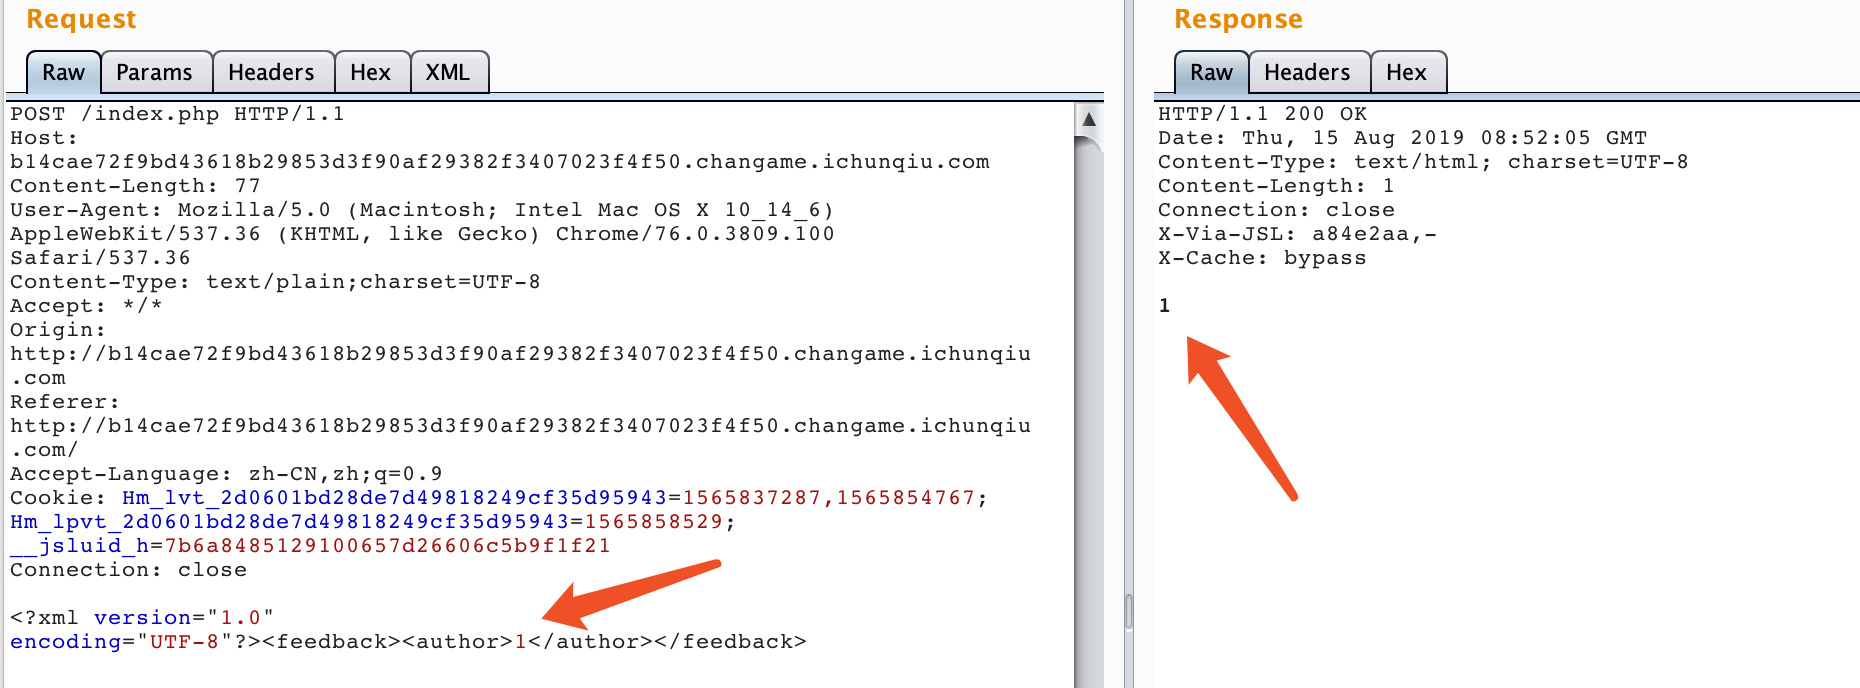 Request
Raw Params Headers Hex XML
POST /index.php HTTP/1.1
Host:
b14cae72f9bd43618b29853d3f90af29382f3407023f4f50.changame.ichunqiu.com
Content-Length: 77
User-Agent: Mozilla/5.0 (Macintosh; Intel Mac OS X 10_14_6)
AppleWebKit/537.36 (KHTML, like Gecko) Chrome/76.0.3809.100
Safari/537.36
Content-Type: text/plain;charset=UTF-8
Accept: */*
Origin:
http://b14cae72f9bd43618b29853d3f90af29382f3407023f4f50.changame.ichunqiu
.com
Referer:
http://b14cae72f9bd43618b29853d3f90af29382f3407023f4f50.changame.ichunqiu
.com/
Accept-Language: zh-CN,zh;q=0.9
Cookie: Hm_lvt_2d0601bd28de7d49818249cf35d95943=1565837287,1565854767;
Hm_lpvt_2d0601bd28de7d49818249cf35d95943=1565858529;
__jsluid_h=7b6a8485129100657d26606c5b9f1f21
Connection: close
<?xml version="1.0"
encoding="UTF-8"?><feedback><author>1</author></feedback>
Response
Raw Headers Hex
HTTP/1.1 200 OK
Date: Thu, 15 Aug 2019 08:52:05 GMT
Content-Type: text/html; charset=UTF-8
Content-Length: 1
Connection: close
X-Via-JSL: a84e2aa,-
X-Cache: bypass
1